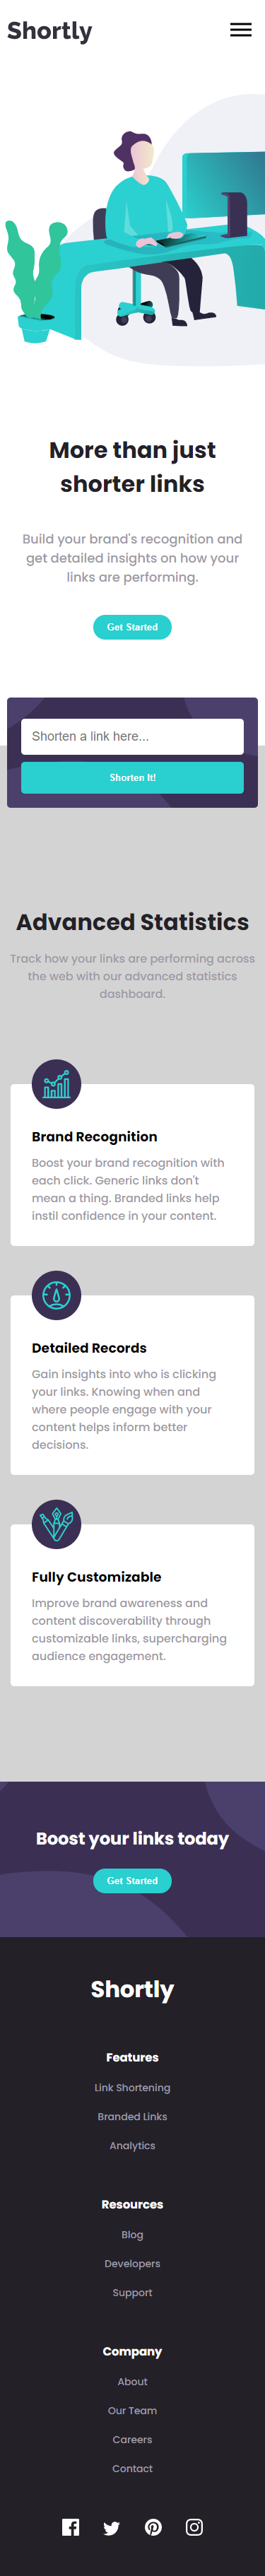 Shortly
More than just
shorter links
Build your brand's recognition and
get detailed insights on how your
links are performing.
Get Started
Shorten a link here...
Shorten It!
Advanced Statistics
Track how your links are performing across
the web with our advanced statistics
dashboard.
Brand Recognition
Boost your brand recognition with
each click. Generic links don't
mean a thing. Branded links help
instil confidence in your content.
Detailed Records
Gain insights into who is clicking
your links. Knowing when and
where people engage with your
content helps inform better
decisions.
Fully Customizable
Improve brand awareness and
content discoverability through
customizable links, supercharging
audience engagement.
Boost your links today
Get Started
Shortly
Features
Link Shortening
Branded Links
Analytics
Resources
Blog
Developers
Support
Company
About
Our Team
Careers
Contact